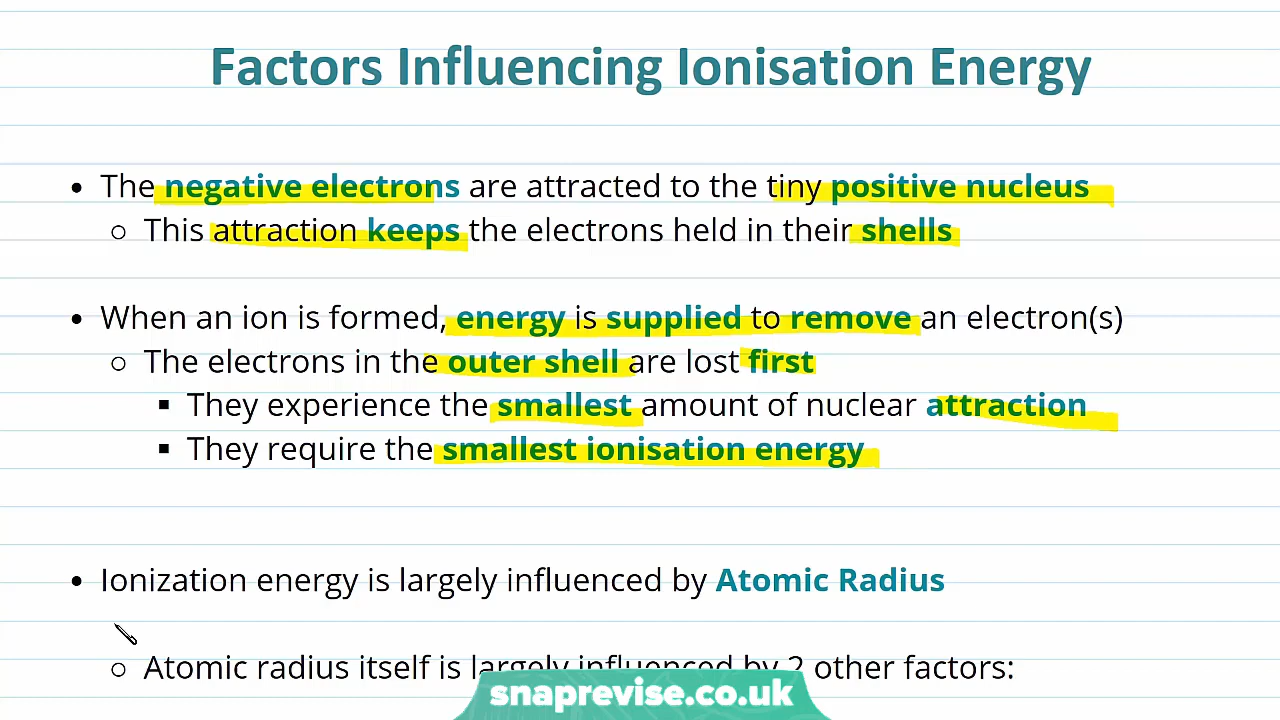 Factors Influencing Ionisation Energy
• The negative electrons are attracted to the tiny positive nucleus
○ This attraction keeps the electrons held in their shells
• When an ion is formed, energy is supplied to remove an electron(s)
○ The electrons in the outer shell are lost first
▪ They experience the smallest amount of nuclear attraction
▪ They require the smallest ionisation energy
• Ionization energy is largely influenced by Atomic Radius
○ Atomic radius itself is largely influenced by 2 other factors:
snaprevise.co.uk